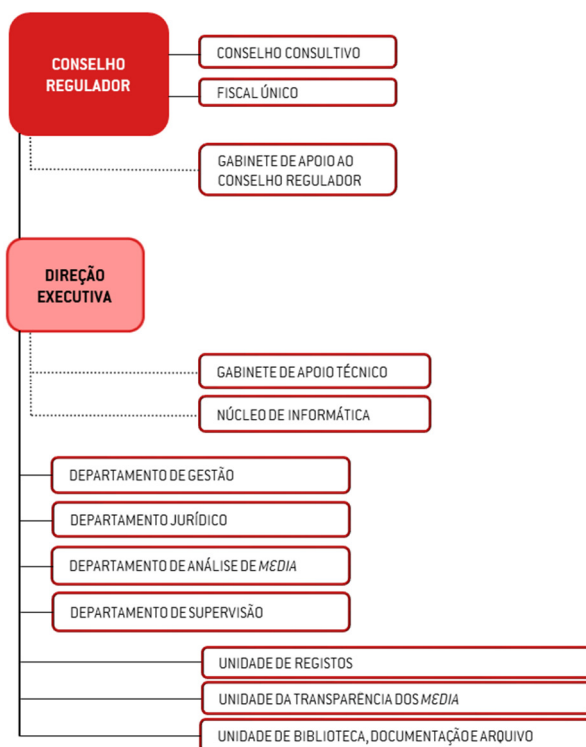 CONSELHO
REGULADOR
CONSELHO CONSULTIVO
FISCAL ÚNICO
GABINETE DE APOIO AO
CONSELHO REGULADOR
DIREÇÃO
EXECUTIVA
GABINETE DE APOIO TÉCNICO
NÚCLEO DE INFORMÁTICA
DEPARTAMENTO DE GESTÃO
DEPARTAMENTO JURÍDICO
DEPARTAMENTO DE ANÁLISE DE MEDIA
DEPARTAMENTO DE SUPERVISÃO
UNIDADE DE REGISTOS
UNIDADE DA TRANSPARÊNCIA DOS MEDIA
UNIDADE DE BIBLIOTECA, DOCUMENTAÇÃO E ARQUIVO